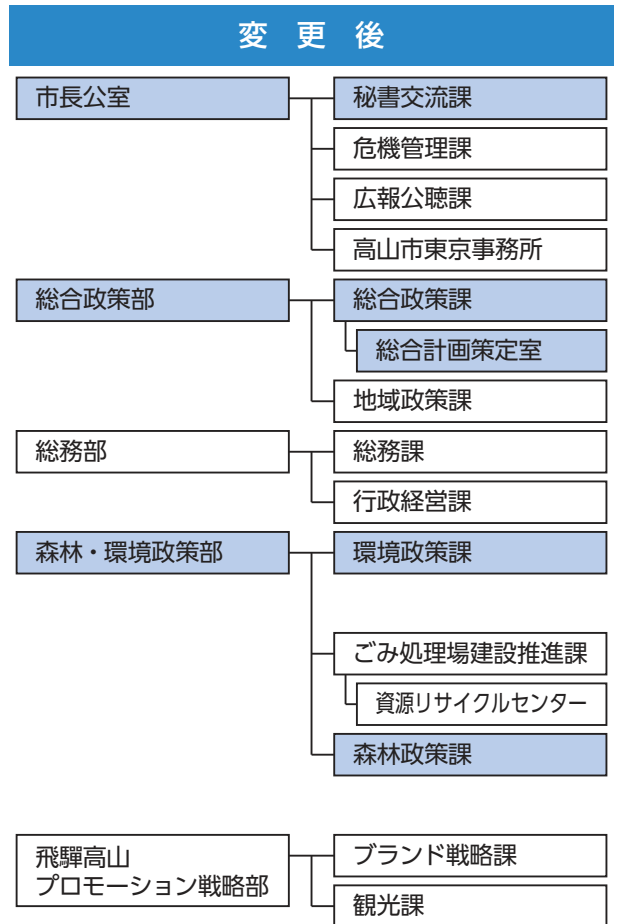 変更後
市長公室
秘書交流課
危機管理課
広報公聴課
高山市東京事務所
総合政策部
総合政策課
総合計画策定室
地域政策課
総務部
総務課
行政経営課
森林・環境政策部
環境政策課
ごみ処理場建設推進課
資源リサイクルセンター
森林政策課
飛驒高山
プロモーション戦略部
ブランド戦略課
観光課